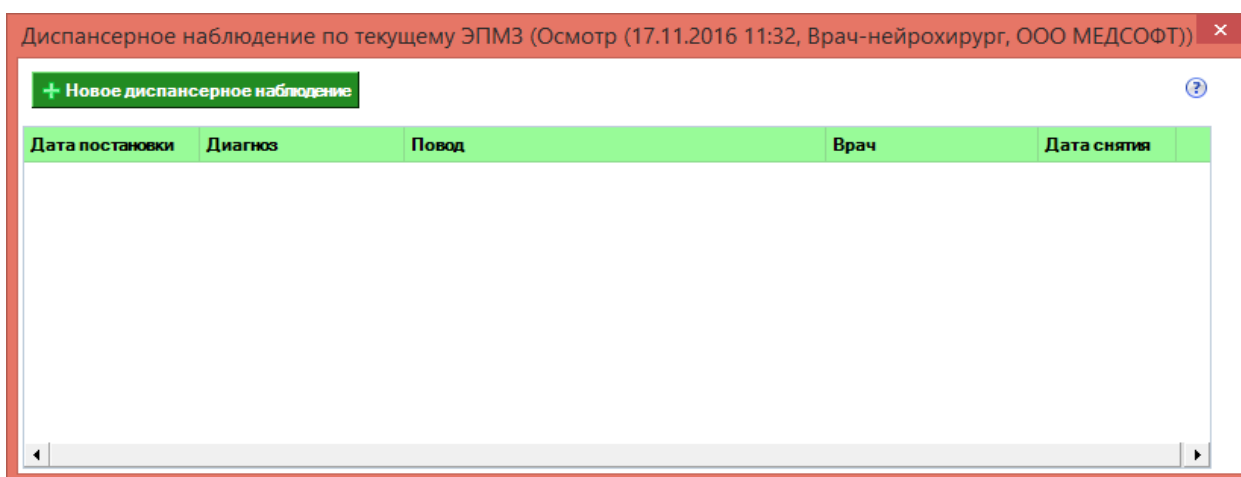 Диспансерное наблюдение по текущему ЭПМЗ (Осмотр (17.11.2016 11:32, Врач-нейрохирург, ООО МЕДСОФТ))
Новое диспансерное наблюдение
Дата постановки Диагноз Повод Врач Дата снятия